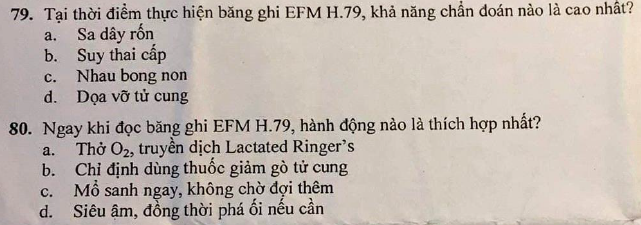 79. Tại thời điểm thực hiện băng ghi EFM H.79, khả năng chẩn đoán nào là cao nhất?
a. Sa dây rốn
b. Suy thai cấp
c. Nhau bong non
d. Dọa vỡ tử cung
80. Ngay khi đọc băng ghi EFM H.79, hành động nào là thích hợp nhất?
a. Thở O₂, truyền dịch Lactated Ringer's
b. Chỉ định dùng thuốc giảm gò tử cung
c. Mổ sanh ngay, không chờ đợi thêm
d. Siêu âm, đồng thời phá ối nếu cần